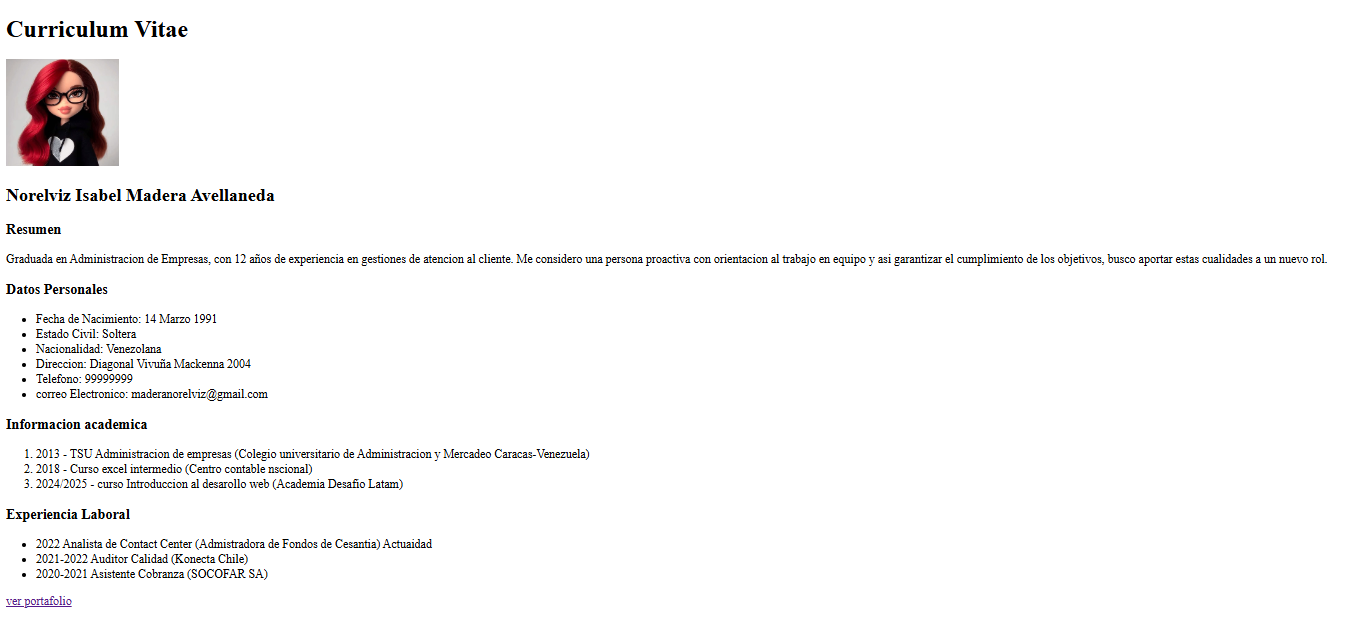 Curriculum Vitae
Norelviz Isabel Madera Avellaneda
Resumen
Graduada en Administracion de Empresas, con 12 años de experiencia en gestiones de atencion al cliente. Me considero una persona proactiva con orientacion al trabajo en equipo y asi garantizar el cumplimiento de los objetivos, busco aportar estas cualidades a un nuevo rol.
Datos Personales
Fecha de Nacimiento: 14 Marzo 1991
Estado Civil: Soltera
Nacionalidad: Venezolana
Direccion: Diagonal Vivuña Mackenna 2004
Telefono: 99999999
correo Electronico: maderanorelviz@gmail.com
Informacion academica
1. 2013 - TSU Administracion de empresas (Colegio universitario de Administracion y Mercadeo Caracas-Venezuela)
2. 2018 - Curso excel intermedio (Centro contable nscional)
3. 2024/2025 - curso Introduccion al desarollo web (Academia Desafio Latam)
Experiencia Laboral
2022 Analista de Contact Center (Admistradora de Fondos de Cesantia) Actuaidad
2021-2022 Auditor Calidad (Konecta Chile)
2020-2021 Asistente Cobranza (SOCOFAR SA)
ver portafolio